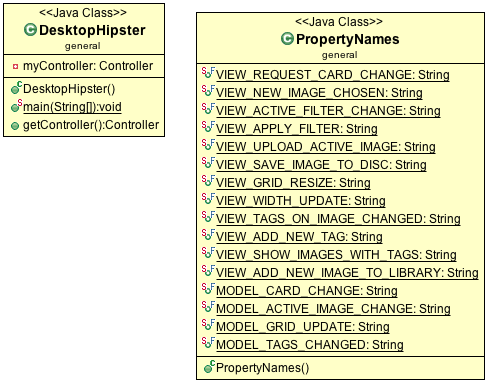 <<Java Class>>
DesktopHipster
general
myController: Controller
DesktopHipster()
main(String[]):void
getController():Controller
<<Java Class>>
PropertyNames
general
VIEW_REQUEST_CARD_CHANGE: String
VIEW_NEW_IMAGE_CHOSEN: String
VIEW_ACTIVE_FILTER_CHANGE: String
VIEW_APPLY_FILTER: String
VIEW_UPLOAD_ACTIVE_IMAGE: String
VIEW_SAVE_IMAGE_TO_DISC: String
VIEW_GRID_RESIZE: String
VIEW_WIDTH_UPDATE: String
VIEW_TAGS_ON_IMAGE_CHANGED: String
VIEW_ADD_NEW_TAG: String
VIEW_SHOW_IMAGES_WITH_TAGS: String
VIEW_ADD_NEW_IMAGE_TO_LIBRARY: String
MODEL_CARD_CHANGE: String
MODEL_ACTIVE_IMAGE_CHANGE: String
MODEL_GRID_UPDATE: String
MODEL_TAGS_CHANGED: String
PropertyNames()